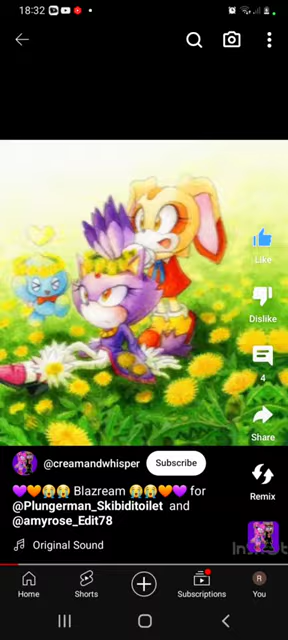 18:32
Like
Dislike
4
Share
@creamandwhisper
Subscribe
💜🧡😭😭 Blazream 😭😭🧡💜 for
@Plungerman_Skibiditoilet and
@amyrose_Edit78
Remix
Original Sound
Home
Shorts
Subscriptions
R
You